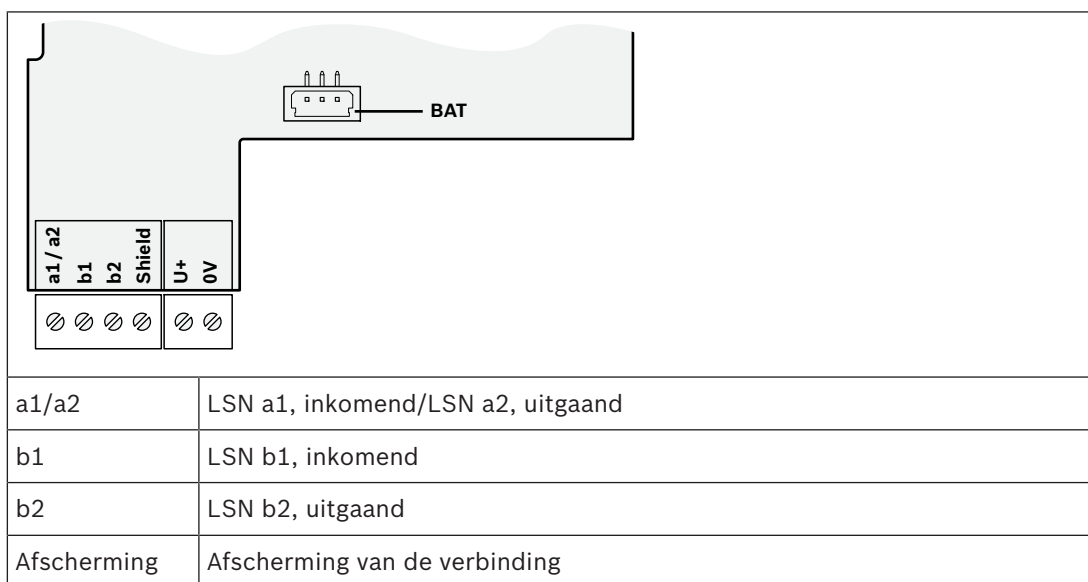 BAT
a1/ a2
b1
b2
Shield
U+
0V
a1/a2 LSN a1, inkomend/LSN a2, uitgaand
b1 LSN b1, inkomend
b2 LSN b2, uitgaand
Afscherming Afscherming van de verbinding